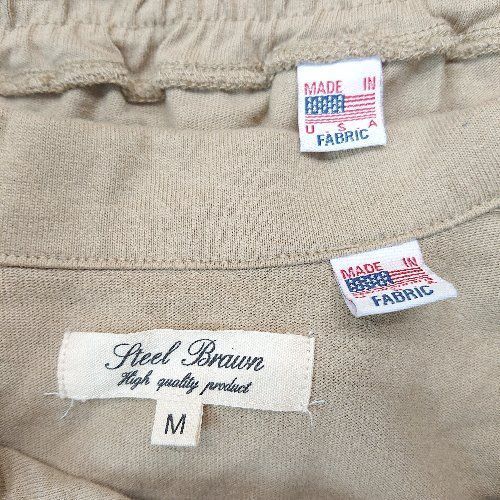 MADE IN
U S A
FABRIC
MADE IN
FABRIC
Steel Brawn
High quality product
M